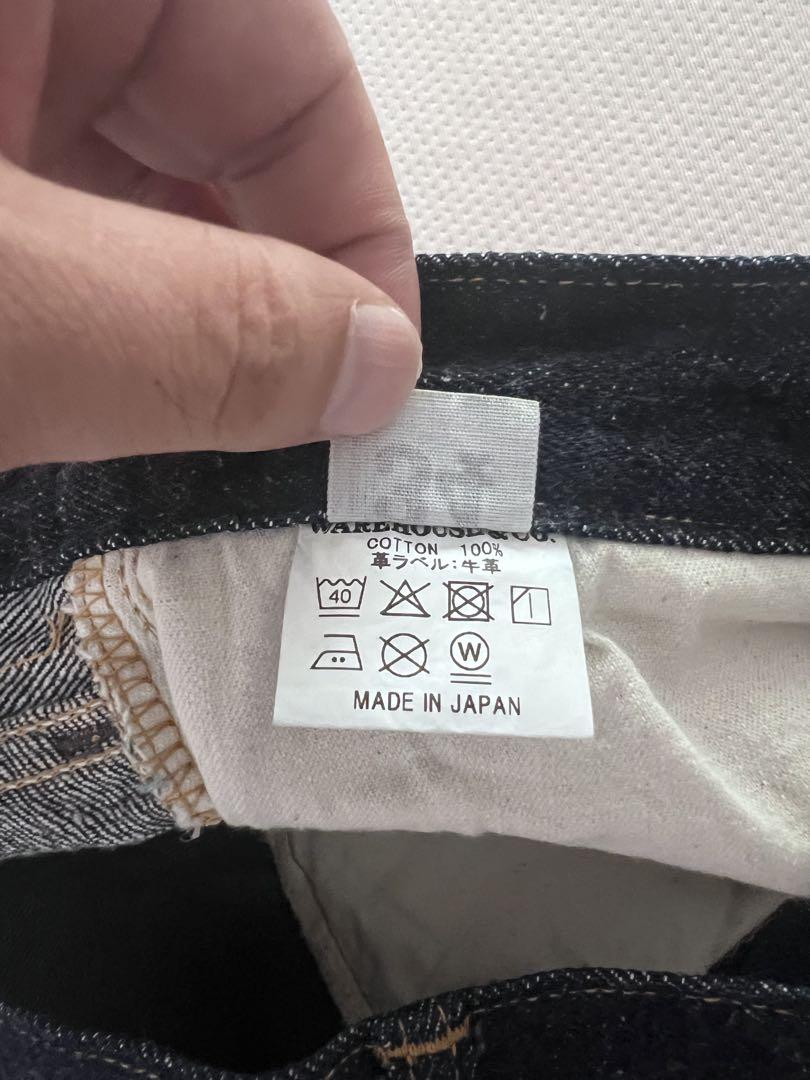 WAREHOUSE & CO.
COTTON 100%
革ラベル:牛革
40
W
MADE IN JAPAN